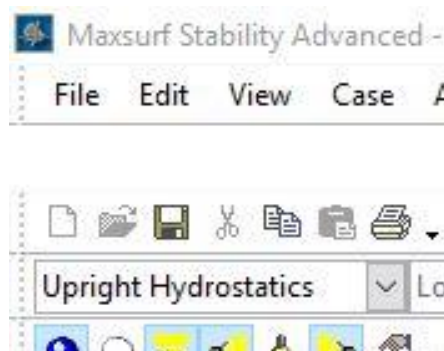 Maxsurf Stability Advanced -
File Edit View Case
Upright Hydrostatics